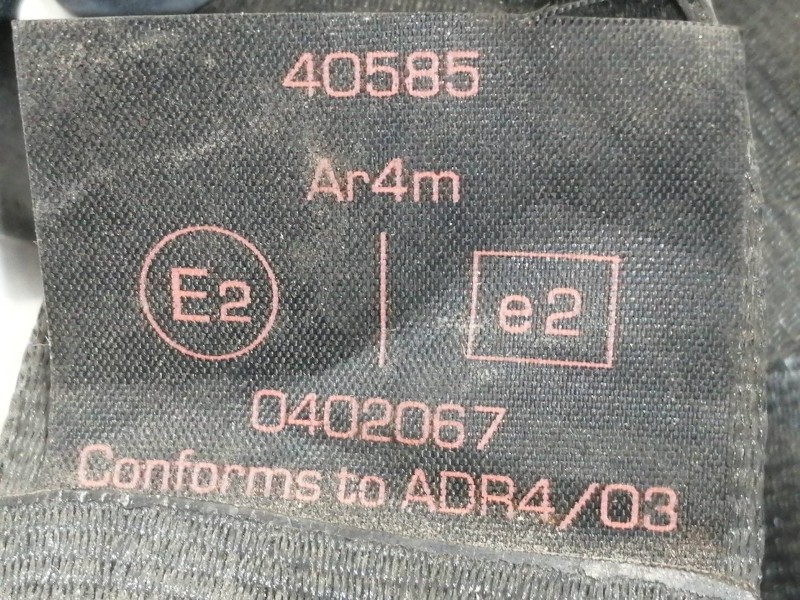 40585
Ar4m
E2 e2
0402067
Conforms to ADR4/03